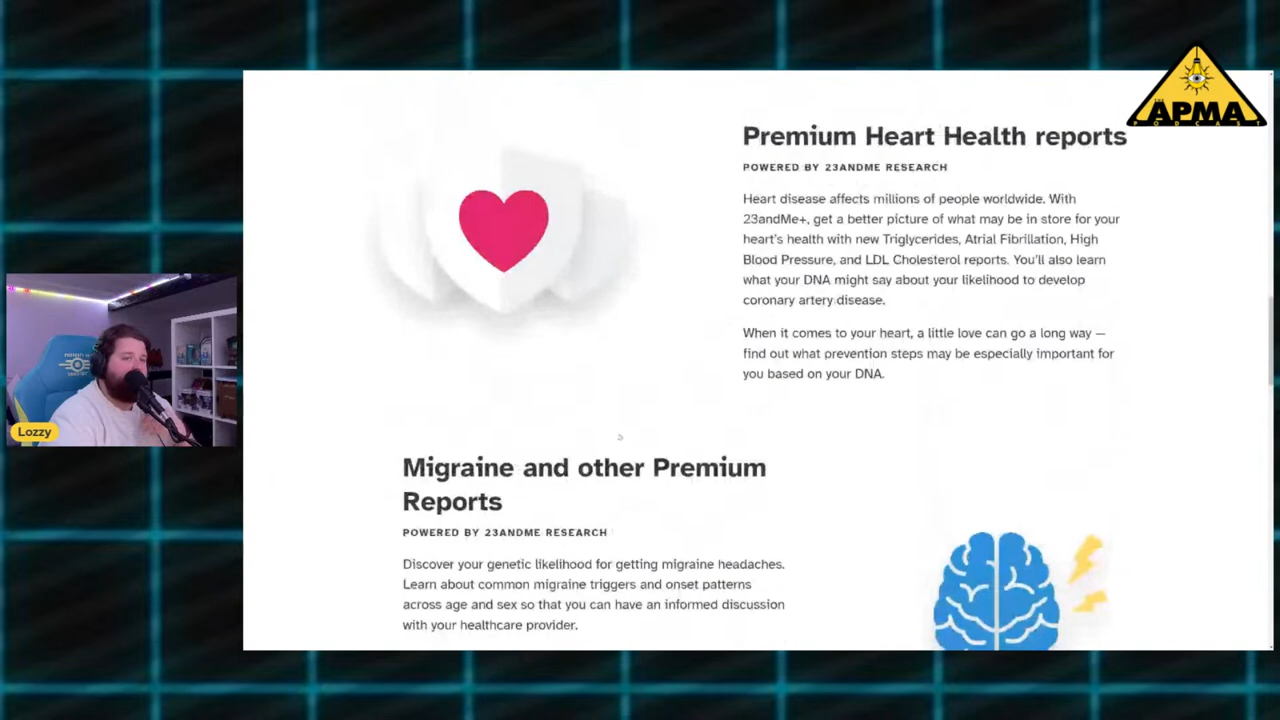 APMA
PODCAST
Premium Heart Health reports
POWERED BY 23ANDME RESEARCH
Heart disease affects millions of people worldwide. With
23andMe+, get a better picture of what may be in store for your
heart's health with new Triglycerides, Atrial Fibrillation, High
Blood Pressure, and LDL Cholesterol reports. You'll also learn
what your DNA might say about your likelihood to develop
coronary artery disease.
When it comes to your heart, a little love can go a long way —
find out what prevention steps may be especially important for
you based on your DNA.
Lozzy
Migraine and other Premium
Reports
POWERED BY 23ANDME RESEARCH
Discover your genetic likelihood for getting migraine headaches.
Learn about common migraine triggers and onset patterns
across age and sex so that you can have an informed discussion
with your healthcare provider.